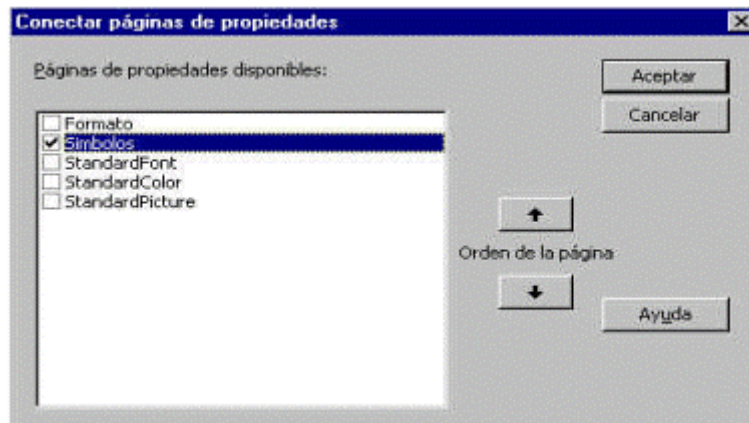 Conectar páginas de propiedades
Páginas de propiedades disponibles:
Aceptar
Cancelar
Formato
Simbolos
StandardFont
StandardColor
StandardPicture
Orden de la página
Ayuda